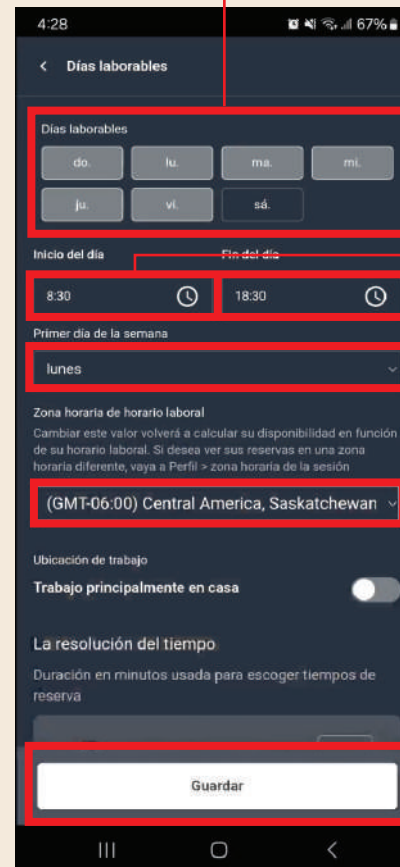 4:28 67%
Días laborables
Días laborables
do. lu. ma. mi.
ju. vi. sá.
Inicio del día Fin del día
8:30 18:30
Primer día de la semana
lunes
Zona horaria de horario laboral
Cambiar este valor volverá a calcular su disponibilidad en función
de su horario laboral. Si desea ver sus reservas en una zona
horaria diferente, vaya a Perfil > zona horaria de la sesión
(GMT-06:00) Central America, Saskatchewan
Ubicación de trabajo
Trabajo principalmente en casa
La resolución del tiempo
Duración en minutos usada para escoger tiempos de
reserva
Guardar